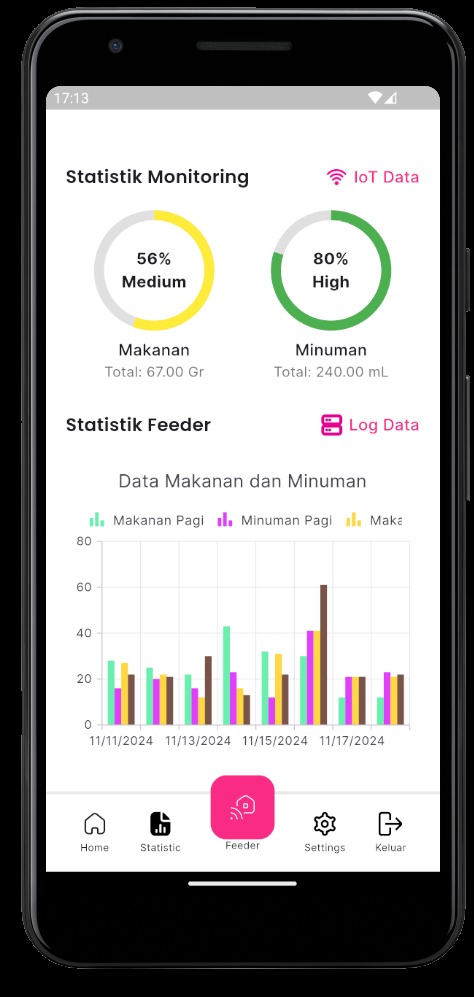 17:13
Statistik Monitoring
IoT Data
56%
Medium
80%
High
Makanan
Minuman
Total: 67.00 Gr
Total: 240.00 mL
Statistik Feeder
Log Data
Data Makanan dan Minuman
Makanan Pagi
Minuman Pagi
Maka
80
60
40
20
0
11/11/2024
11/13/2024
11/15/2024
11/17/2024
Home
Statistic
Feeder
Settings
Keluar